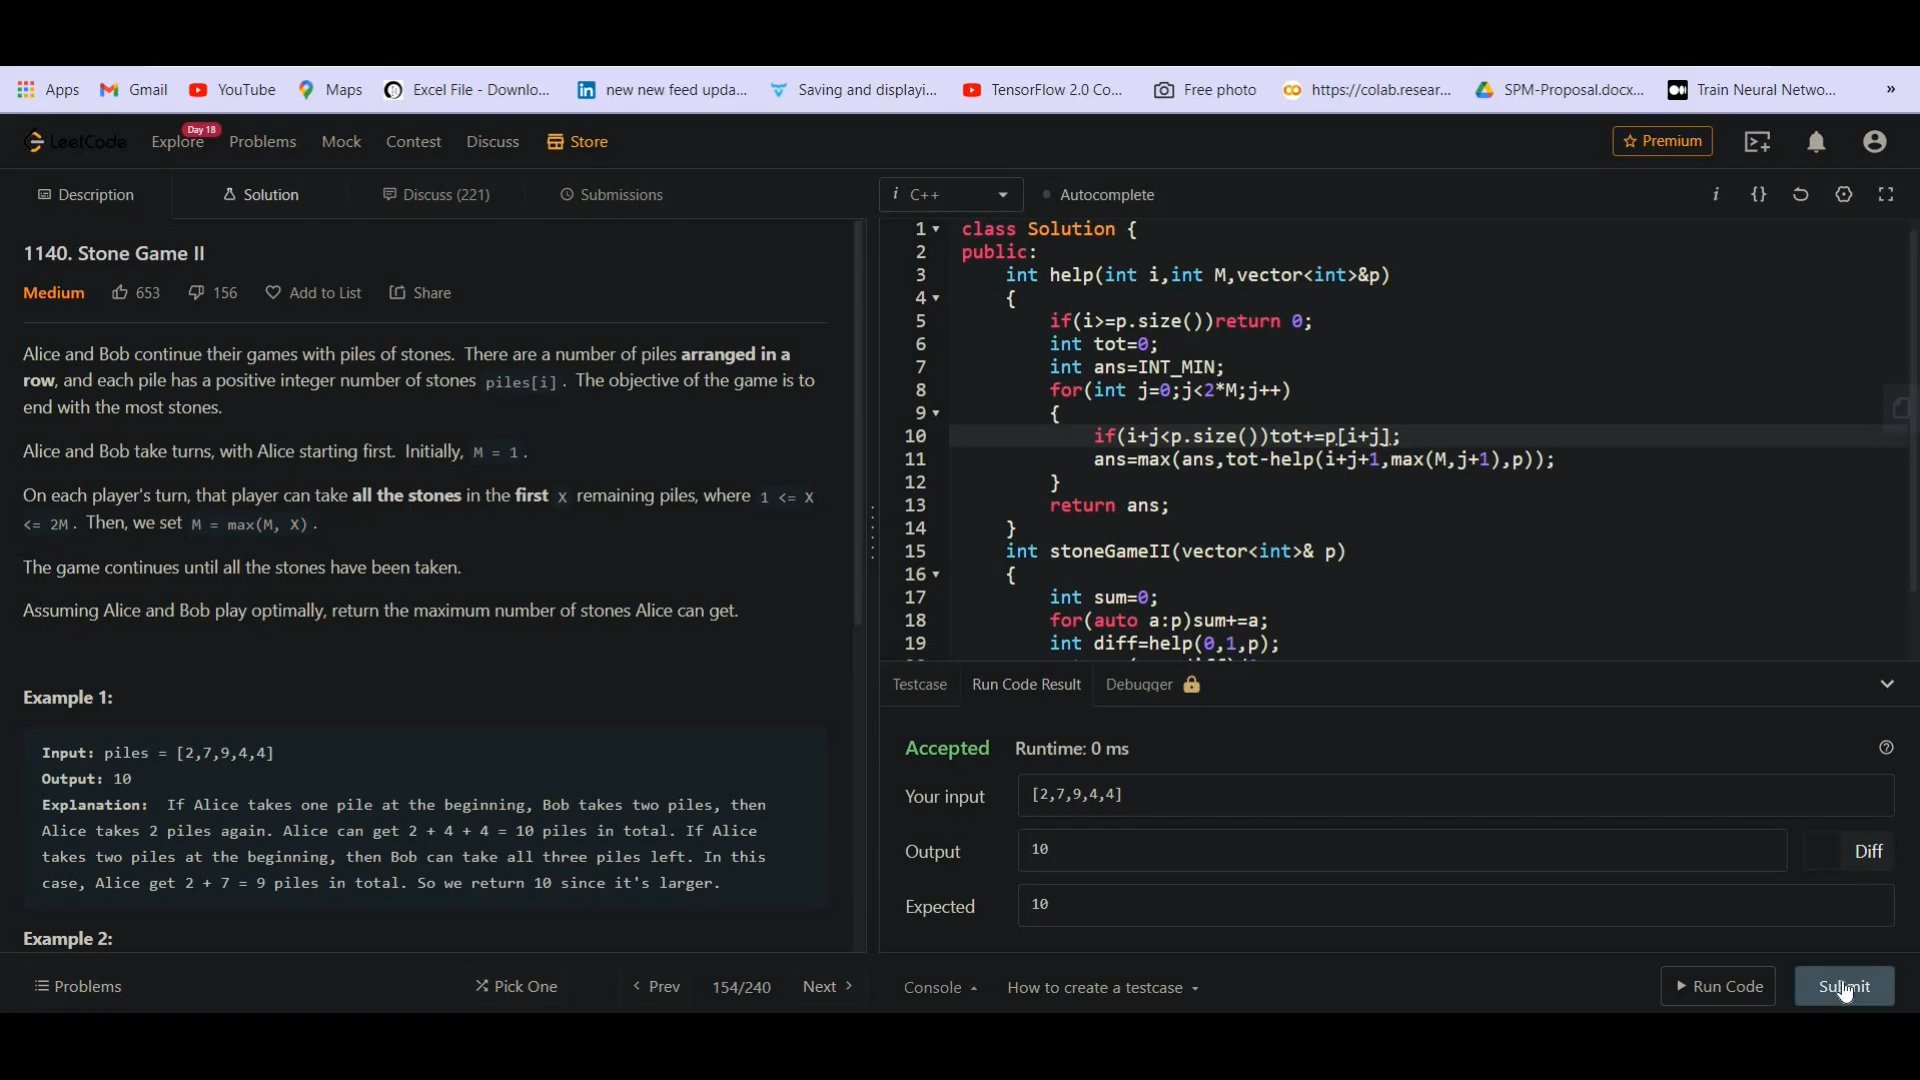 Apps Gmail YouTube Maps Excel File - Downlo... new new feed upda... Saving and displayi... TensorFlow 2.0 Co... Free photo https://colab.resear... SPM-Proposal.docx... Train Neural Netwo... »
LeetCode Explore Day 18 Problems Mock Contest Discuss Store Premium
Description Solution Discuss (221) Submissions
1140. Stone Game II
Medium 653 156 Add to List Share
Alice and Bob continue their games with piles of stones. There are a number of piles arranged in a
row, and each pile has a positive integer number of stones piles[i]. The objective of the game is to
end with the most stones.
Alice and Bob take turns, with Alice starting first. Initially, M = 1.
On each player's turn, that player can take all the stones in the first X remaining piles, where 1 <= X
<= 2M. Then, we set M = max(M, X).
The game continues until all the stones have been taken.
Assuming Alice and Bob play optimally, return the maximum number of stones Alice can get.
Example 1:
Input: piles = [2,7,9,4,4]
Output: 10
Explanation: If Alice takes one pile at the beginning, Bob takes two piles, then
Alice takes 2 piles again. Alice can get 2 + 4 + 4 = 10 piles in total. If Alice
takes two piles at the beginning, then Bob can take all three piles left. In this
case, Alice get 2 + 7 = 9 piles in total. So we return 10 since it's larger.
Example 2:
Problems Pick One < Prev 154/240 Next >
i C++ Autocomplete i {}
1 class Solution {
2 public:
3 int help(int i,int M,vector<int>&p)
4 {
5 if(i>=p.size())return 0;
6 int tot=0;
7 int ans=INT_MIN;
8 for(int j=0;j<2*M;j++)
9 {
10 if(i+j<p.size())tot+=p[i+j];
11 ans=max(ans,tot-help(i+j+1,max(M,j+1),p));
12 }
13 return ans;
14 }
15 int stoneGameII(vector<int>& p)
16 {
17 int sum=0;
18 for(auto a:p)sum+=a;
19 int diff=help(0,1,p);
Testcase Run Code Result Debugger
Accepted Runtime: 0 ms
Your input [2,7,9,4,4]
Output 10 Diff
Expected 10
Console How to create a testcase Run Code Submit